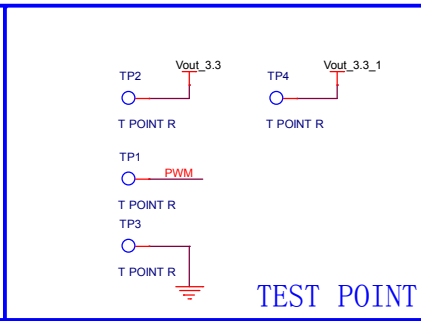 Vout_3.3
TP2
T POINT R
Vout_3.3_1
TP4
T POINT R
TP1
PWM
T POINT R
TP3
T POINT R
TEST POINT